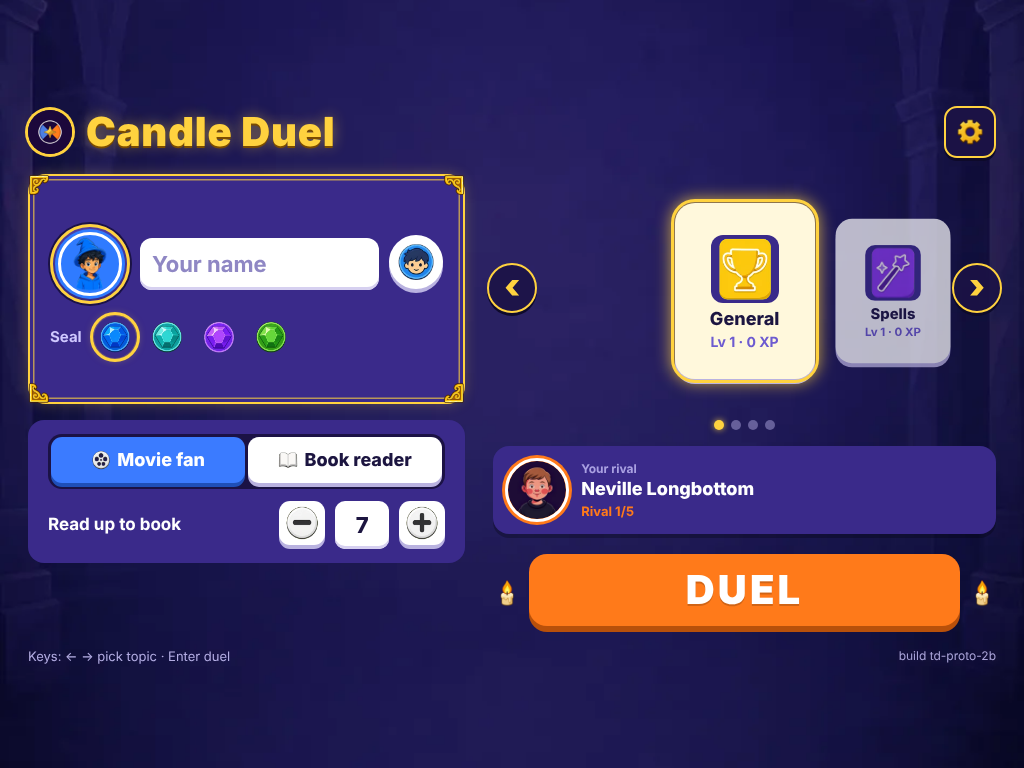 Candle Duel
Your name
Seal
Movie fan
Book reader
Read up to book
7
General
Lv 1 · 0 XP
Spells
Lv 1 · 0 XP
Your rival
Neville Longbottom
Rival 1/5
DUEL
Keys: ← → pick topic · Enter duel
build td-proto-2b